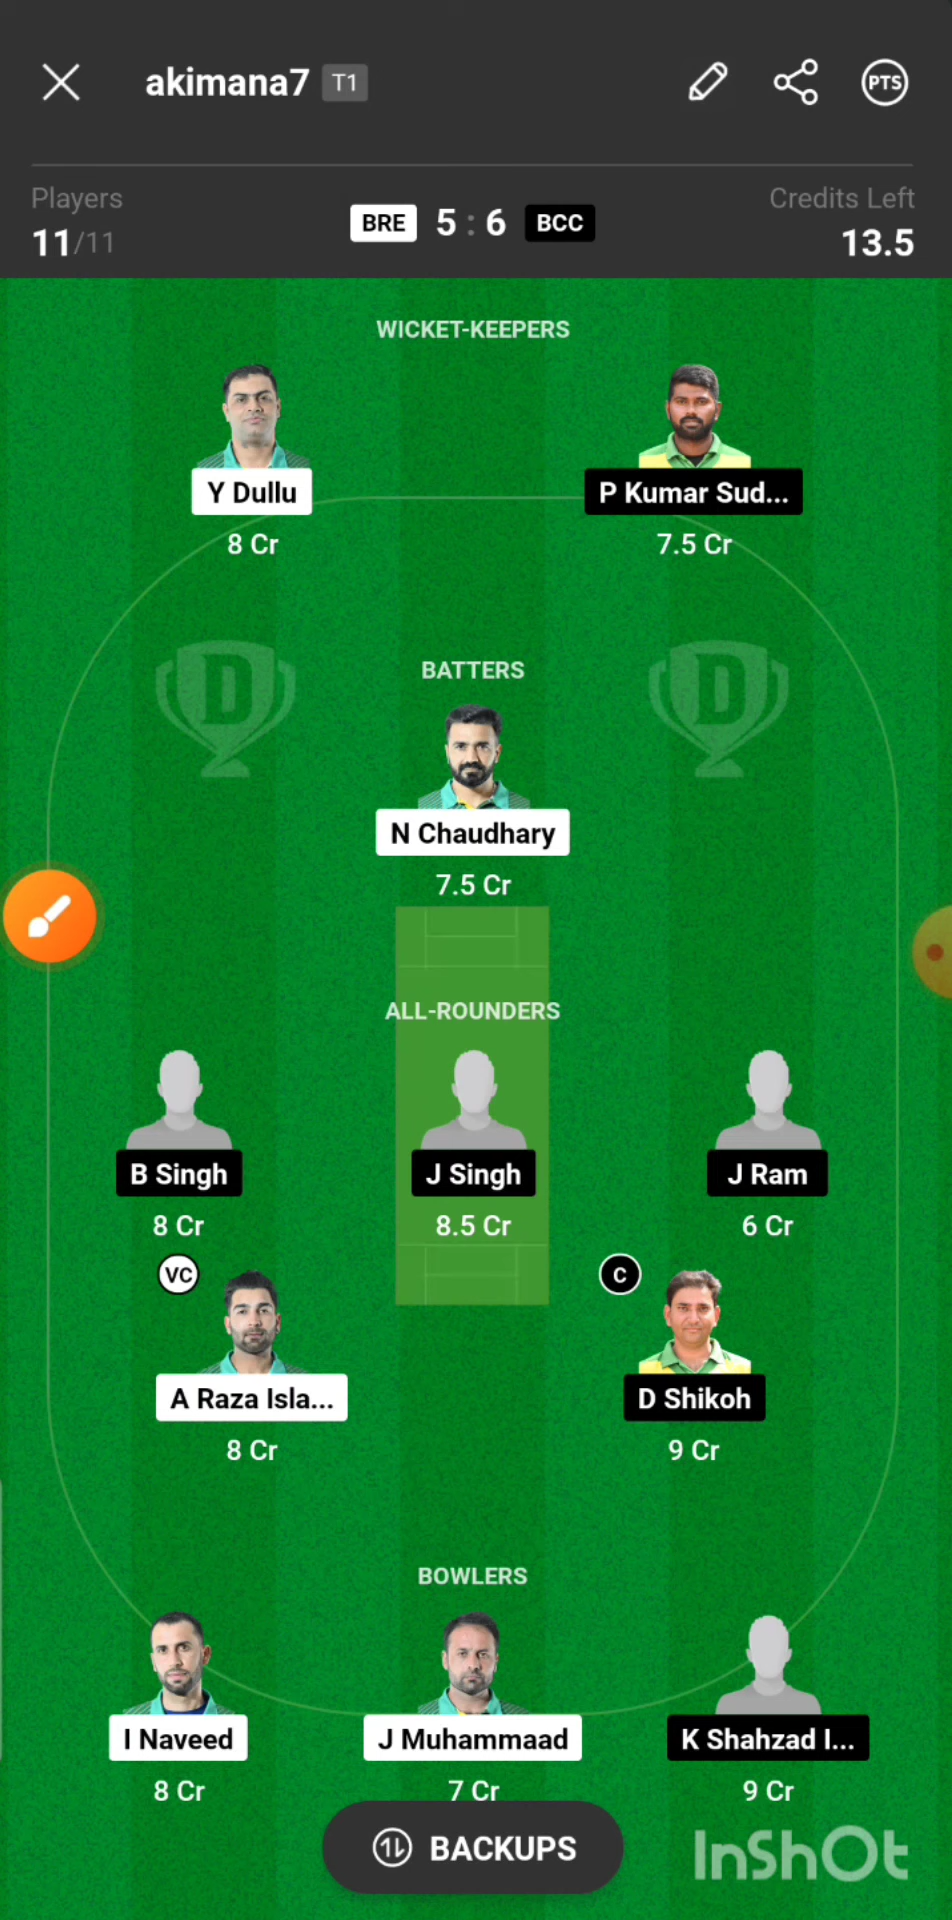 akimana7 T1 PTS
Players
11/11
BRE 5 : 6 BCC
Credits Left
13.5
WICKET-KEEPERS
Y Dullu
8 Cr
P Kumar Sud...
7.5 Cr
D D
BATTERS
N Chaudhary
7.5 Cr
ALL-ROUNDERS
B Singh
8 Cr
J Singh
8.5 Cr
J Ram
6 Cr
VC
A Raza Isla...
8 Cr
C
D Shikoh
9 Cr
BOWLERS
I Naveed
8 Cr
J Muhammaad
7 Cr
K Shahzad I...
9 Cr
BACKUPS
InShOt